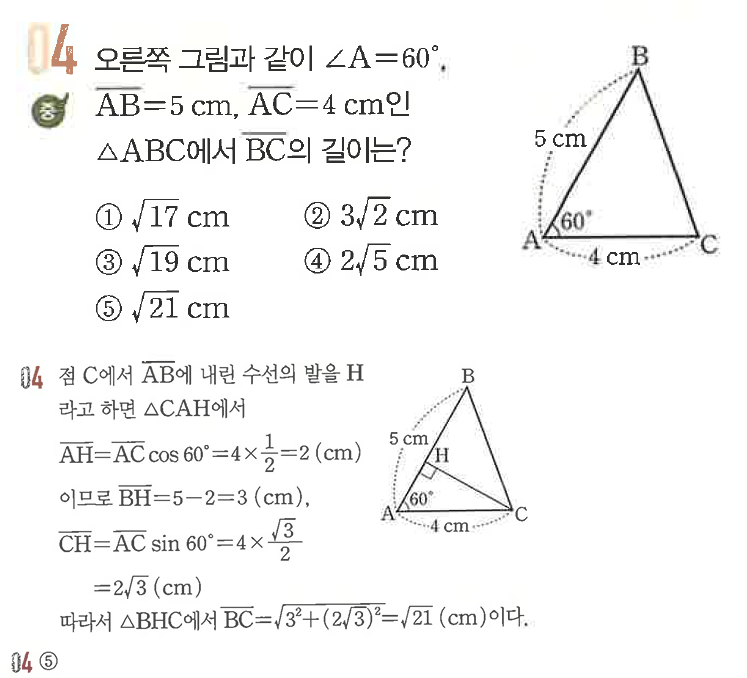 04 오른쪽 그림과 같이 ∠A=60°,
중 AB=5 cm, AC=4 cm인
△ABC에서 BC의 길이는?
① √17 cm ② 3√2 cm
③ √19 cm ④ 2√5 cm
⑤ √21 cm
B
5 cm
60°
A
C
4 cm
04 점 C에서 AB에 내린 수선의 발을 H
라고 하면 △CAH에서
AH=AC cos 60°=4×1/2=2 (cm)
이므로 BH=5-2=3 (cm),
CH=AC sin 60°=4×√3/2
=2√3 (cm)
따라서 △BHC에서 BC=√(3²+(2√3)²)=√21 (cm)이다.
B
5 cm
H
60°
A
C
4 cm
04 ⑤